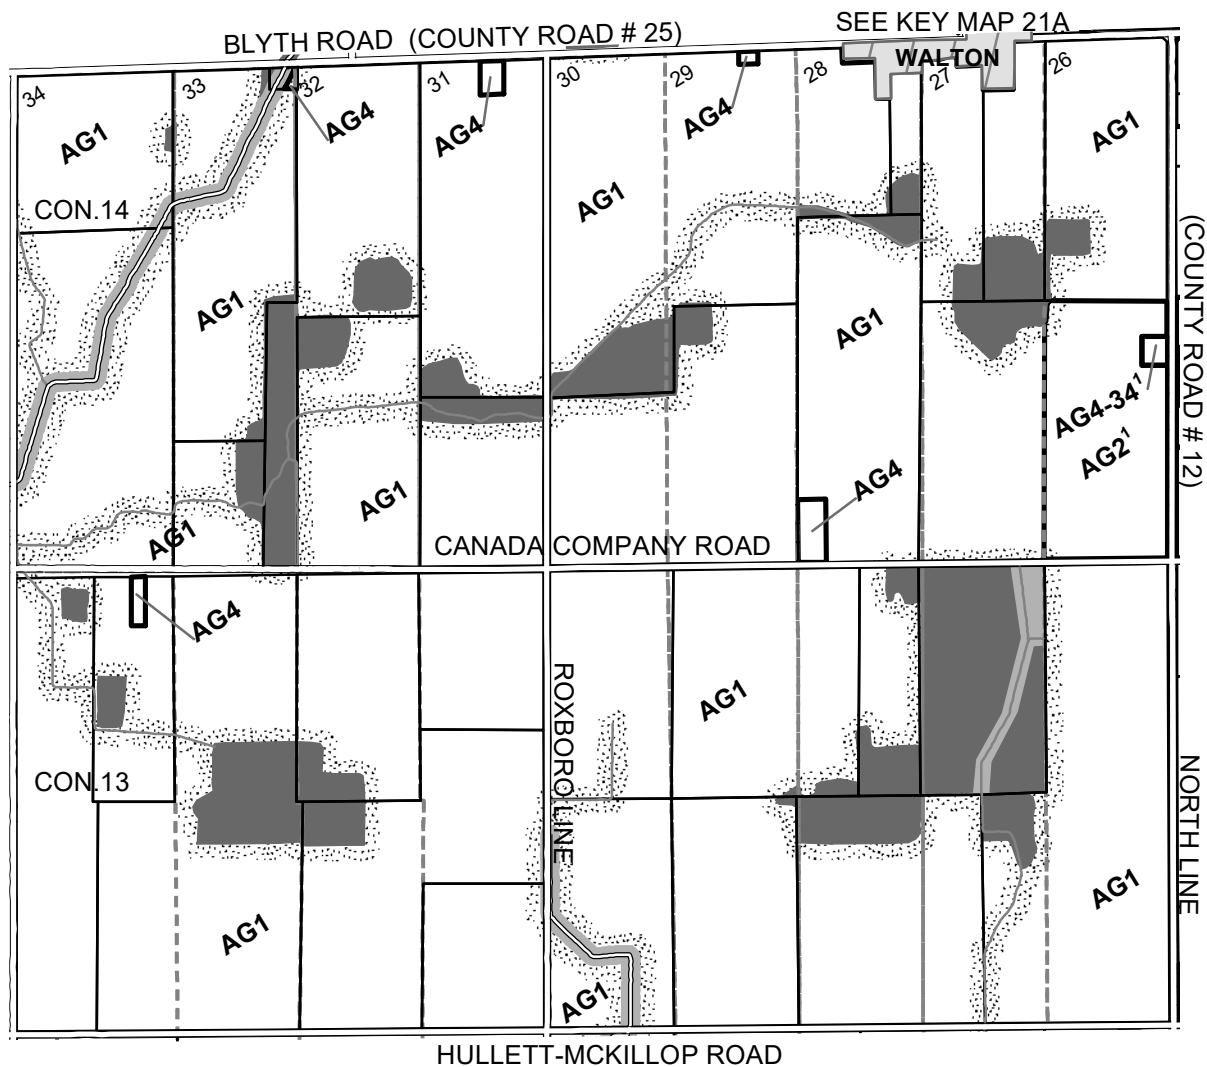 SEE KEY MAP 21A
BLYTH ROAD (COUNTY ROAD # 25)
WALTON
34
33
32
31
30
29
28
27
26
AG1
AG4
AG4
AG4
AG1
CON.14
AG1
AG1
AG1
(COUNTY ROAD # 12)
AG4-34¹
AG2¹
AG4
AG1
AG1
CANADA COMPANY ROAD
AG4
ROXBORO LINE
AG1
CON.13
NORTH LINE
AG1
AG1
AG1
HULLETT-MCKILLOP ROAD